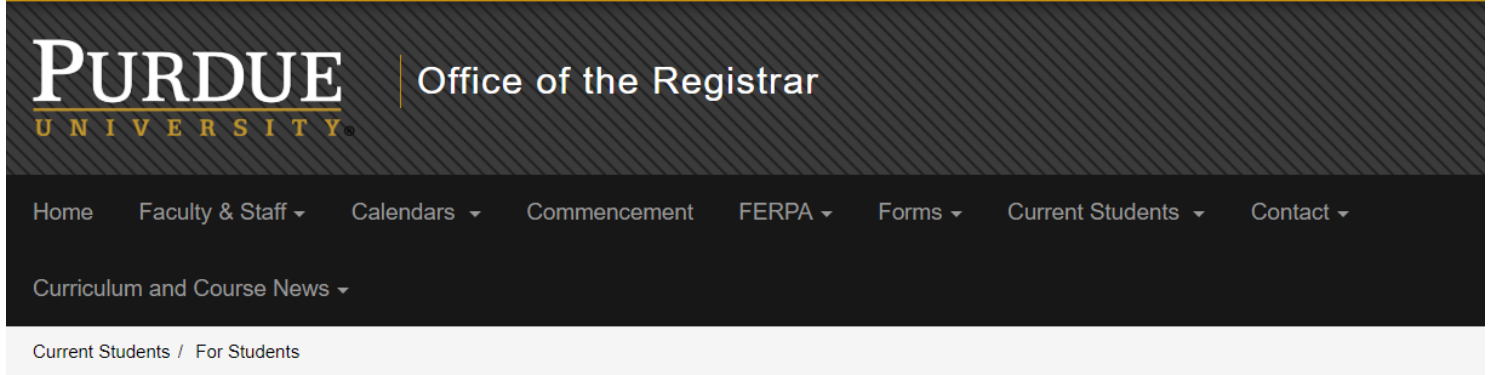 PURDUE
UNIVERSITY®
Office of the Registrar
Home Faculty & Staff Calendars Commencement FERPA Forms Current Students Contact
Curriculum and Course News
Current Students / For Students